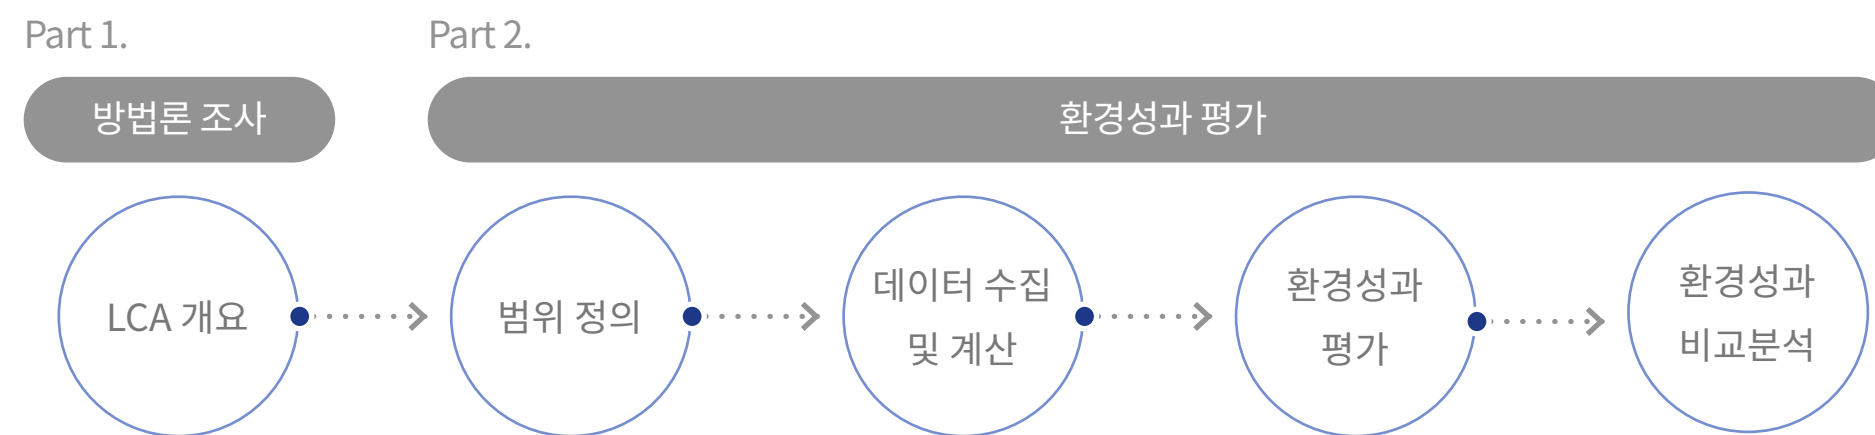 Part 1.
Part 2.
방법론 조사
환경성과 평가
LCA 개요
범위 정의
데이터 수집
및 계산
환경성과
평가
환경성과
비교분석